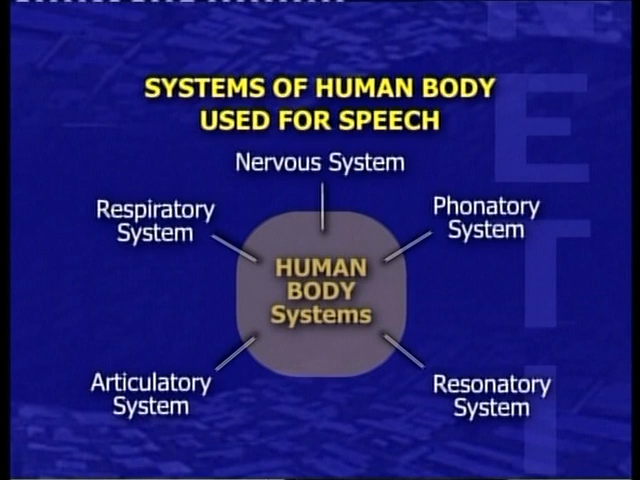 SYSTEMS OF HUMAN BODY
USED FOR SPEECH
Nervous System
Respiratory
System
Phonatory
System
HUMAN
BODY
Systems
Articulatory
System
Resonatory
System
E
T
I